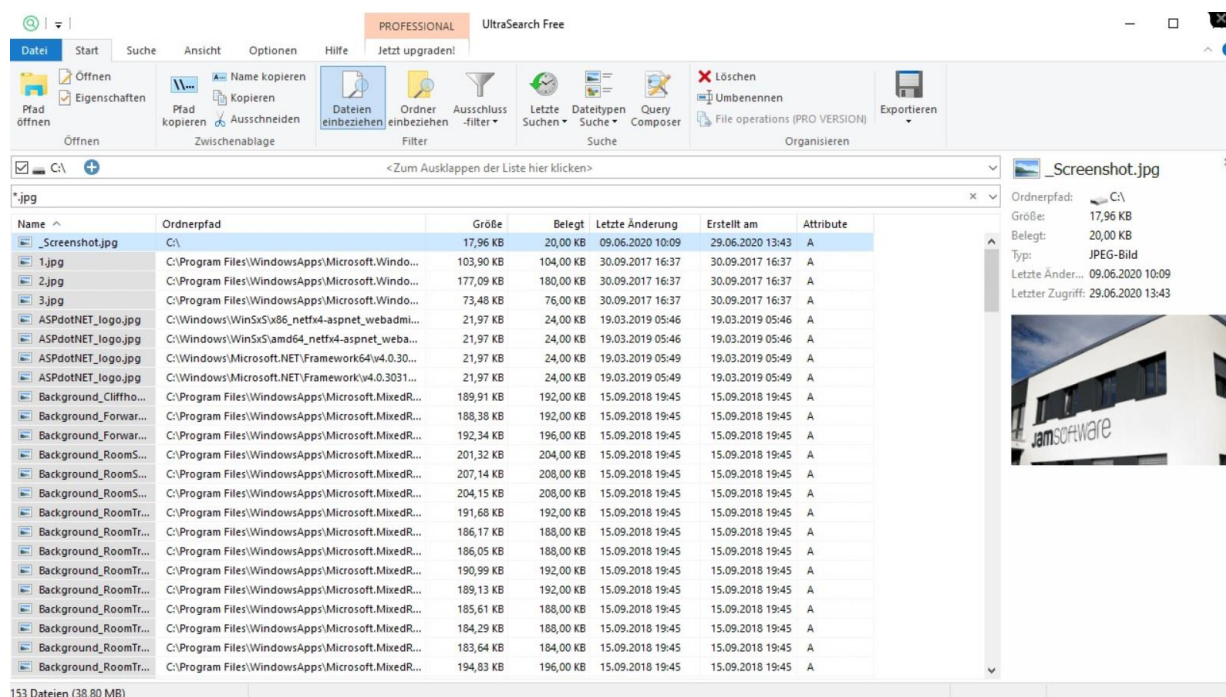 PROFESSIONAL UltraSearch Free
Datei Start Suche Ansicht Optionen Hilfe Jetzt upgraden!
Pfad öffnen
Öffnen
Eigenschaften
Öffnen
Pfad kopieren
Name kopieren
Kopieren
Ausschneiden
Zwischenablage
Dateien einbeziehen
Ordner einbeziehen
Ausschluss -filter
Filter
Letzte Suchen
Dateitypen Suche
Query Composer
Suche
Löschen
Umbenennen
File operations (PRO VERSION)
Exportieren
Organisieren
C:\ <Zum Ausklappen der Liste hier klicken>
*.jpg
Name Ordnerpfad Größe Belegt Letzte Änderung Erstellt am Attribute
_Screenshot.jpg C:\ 17,96 KB 20,00 KB 09.06.2020 10:09 29.06.2020 13:43 A
1.jpg C:\Program Files\WindowsApps\Microsoft.Windo... 103,90 KB 104,00 KB 30.09.2017 16:37 30.09.2017 16:37 A
2.jpg C:\Program Files\WindowsApps\Microsoft.Windo... 177,09 KB 180,00 KB 30.09.2017 16:37 30.09.2017 16:37 A
3.jpg C:\Program Files\WindowsApps\Microsoft.Windo... 73,48 KB 76,00 KB 30.09.2017 16:37 30.09.2017 16:37 A
ASPdotNET_logo.jpg C:\Windows\WinSxS\x86_netfx4-aspnet_webadmi... 21,97 KB 24,00 KB 19.03.2019 05:46 19.03.2019 05:46 A
ASPdotNET_logo.jpg C:\Windows\WinSxS\amd64_netfx4-aspnet_weba... 21,97 KB 24,00 KB 19.03.2019 05:46 19.03.2019 05:46 A
ASPdotNET_logo.jpg C:\Windows\Microsoft.NET\Framework64\v4.0.30... 21,97 KB 24,00 KB 19.03.2019 05:49 19.03.2019 05:49 A
ASPdotNET_logo.jpg C:\Windows\Microsoft.NET\Framework\v4.0.3031... 21,97 KB 24,00 KB 19.03.2019 05:49 19.03.2019 05:49 A
Background_Cliffho... C:\Program Files\WindowsApps\Microsoft.MixedR... 189,91 KB 192,00 KB 15.09.2018 19:45 15.09.2018 19:45 A
Background_Forwar... C:\Program Files\WindowsApps\Microsoft.MixedR... 188,38 KB 192,00 KB 15.09.2018 19:45 15.09.2018 19:45 A
Background_Forwar... C:\Program Files\WindowsApps\Microsoft.MixedR... 192,34 KB 196,00 KB 15.09.2018 19:45 15.09.2018 19:45 A
Background_RoomS... C:\Program Files\WindowsApps\Microsoft.MixedR... 201,32 KB 204,00 KB 15.09.2018 19:45 15.09.2018 19:45 A
Background_RoomS... C:\Program Files\WindowsApps\Microsoft.MixedR... 207,14 KB 208,00 KB 15.09.2018 19:45 15.09.2018 19:45 A
Background_RoomS... C:\Program Files\WindowsApps\Microsoft.MixedR... 204,15 KB 208,00 KB 15.09.2018 19:45 15.09.2018 19:45 A
Background_RoomTr... C:\Program Files\WindowsApps\Microsoft.MixedR... 191,68 KB 192,00 KB 15.09.2018 19:45 15.09.2018 19:45 A
Background_RoomTr... C:\Program Files\WindowsApps\Microsoft.MixedR... 186,17 KB 188,00 KB 15.09.2018 19:45 15.09.2018 19:45 A
Background_RoomTr... C:\Program Files\WindowsApps\Microsoft.MixedR... 186,05 KB 188,00 KB 15.09.2018 19:45 15.09.2018 19:45 A
Background_RoomTr... C:\Program Files\WindowsApps\Microsoft.MixedR... 190,99 KB 192,00 KB 15.09.2018 19:45 15.09.2018 19:45 A
Background_RoomTr... C:\Program Files\WindowsApps\Microsoft.MixedR... 189,13 KB 192,00 KB 15.09.2018 19:45 15.09.2018 19:45 A
Background_RoomTr... C:\Program Files\WindowsApps\Microsoft.MixedR... 185,61 KB 188,00 KB 15.09.2018 19:45 15.09.2018 19:45 A
Background_RoomTr... C:\Program Files\WindowsApps\Microsoft.MixedR... 184,29 KB 188,00 KB 15.09.2018 19:45 15.09.2018 19:45 A
Background_RoomTr... C:\Program Files\WindowsApps\Microsoft.MixedR... 183,64 KB 184,00 KB 15.09.2018 19:45 15.09.2018 19:45 A
Background_RoomTr... C:\Program Files\WindowsApps\Microsoft.MixedR... 194,83 KB 196,00 KB 15.09.2018 19:45 15.09.2018 19:45 A
_Screenshot.jpg
Ordnerpfad: C:\
Größe: 17,96 KB
Belegt: 20,00 KB
Typ: JPEG-Bild
Letzte Änder... 09.06.2020 10:09
Letzter Zugriff: 29.06.2020 13:43
Jamsoftware
153 Dateien (38,80 MB)